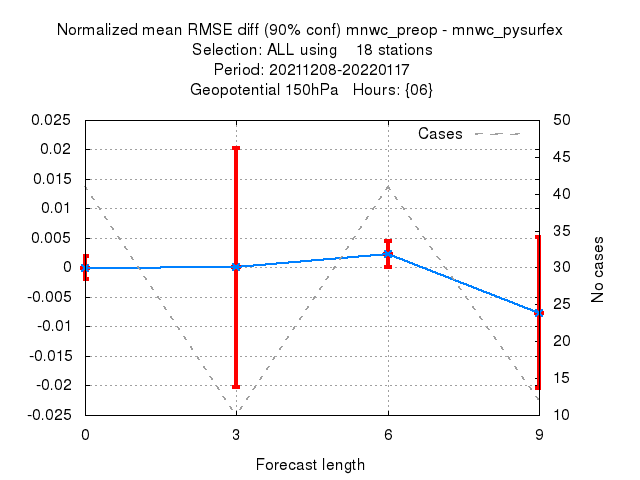 Normalized mean RMSE diff (90% conf) mnwc_preop - mnwc_pysurfex
Selection: ALL using 18 stations
Period: 20211208-20220117
Geopotential 150hPa Hours: {06}
Cases
0.025
0.02
0.015
0.01
0.005
0
-0.005
-0.01
-0.015
-0.02
-0.025
50
45
40
35
30
25
20
15
10
No cases
0 3 6 9
Forecast length